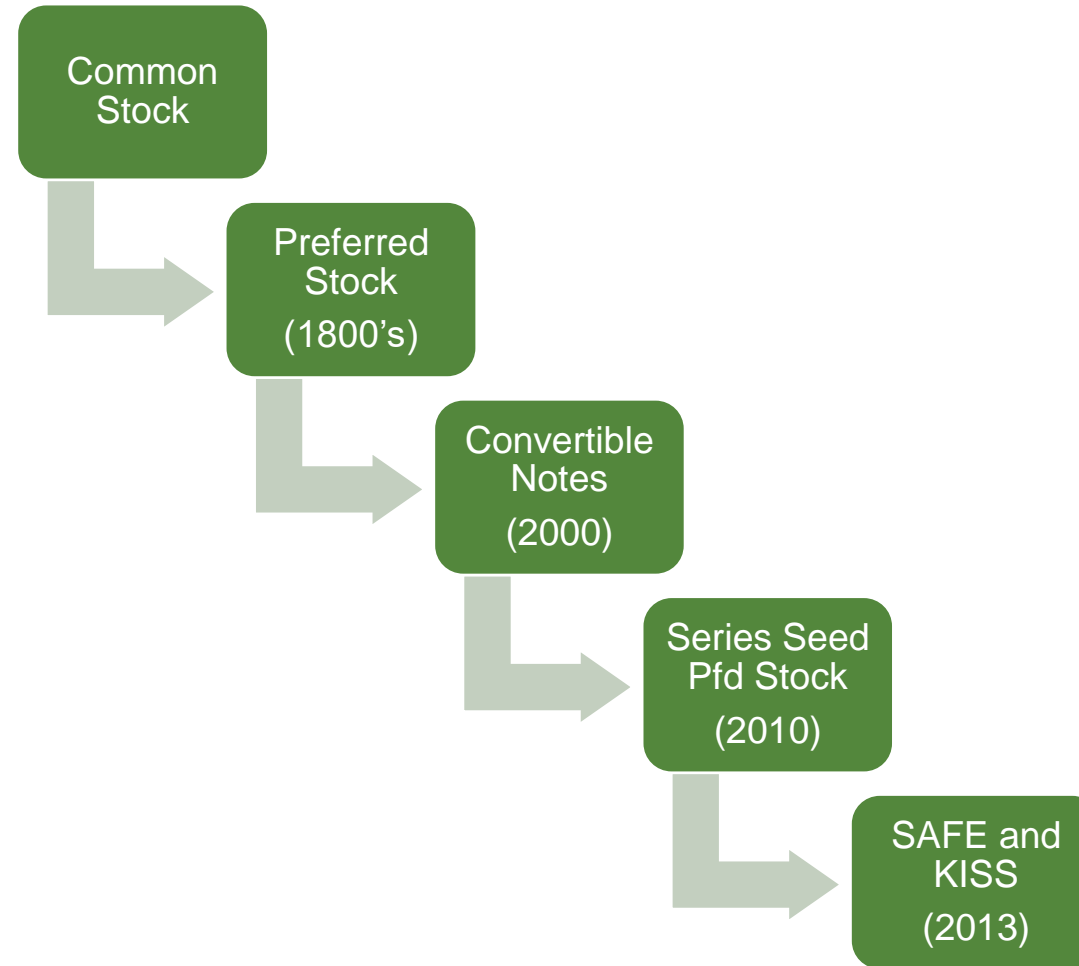 Common
Stock
Preferred
Stock
(1800’s)
Convertible
Notes
(2000)
Series Seed
Pfd Stock
(2010)
SAFE and
KISS
(2013)